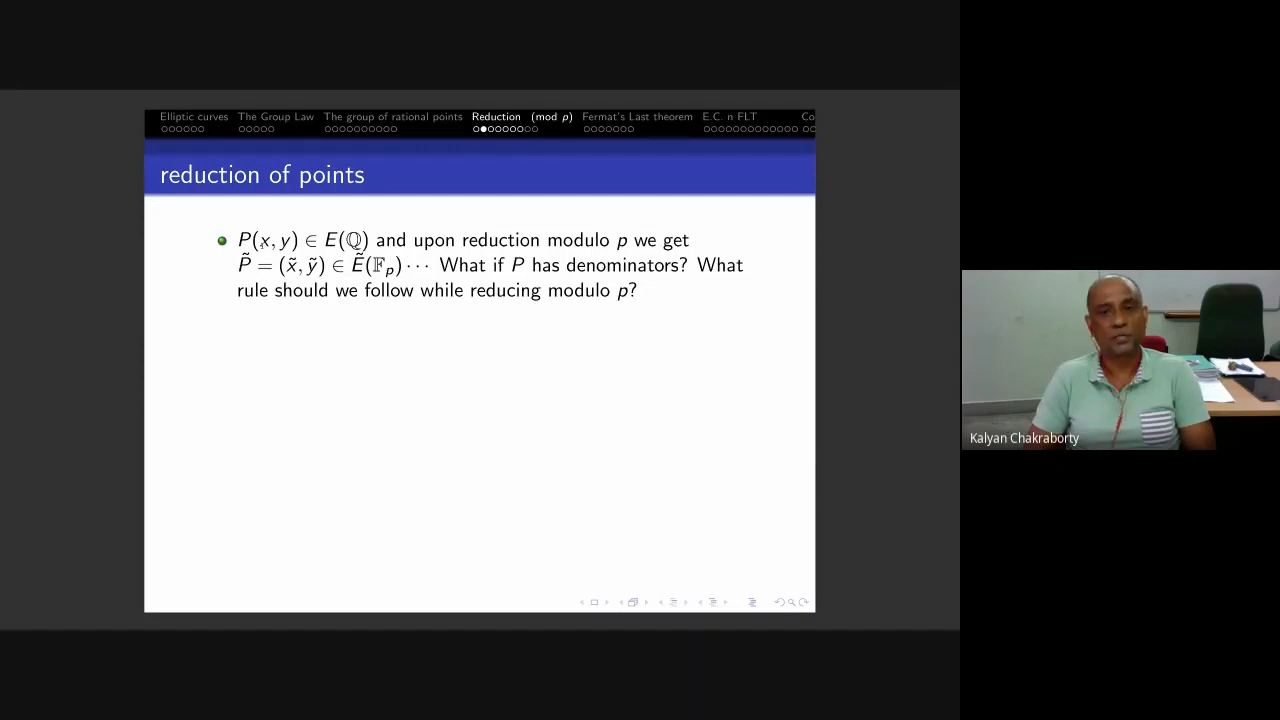 Elliptic curves The Group Law The group of rational points Reduction (mod p) Fermat's Last theorem E.C. n FLT Co
reduction of points
P(x, y) ∈ E(ℚ) and upon reduction modulo p we get
P̃ = (x̃, ỹ) ∈ Ẽ(𝔽ₚ) ⋯ What if P has denominators? What
rule should we follow while reducing modulo p?
Kalyan Chakraborty